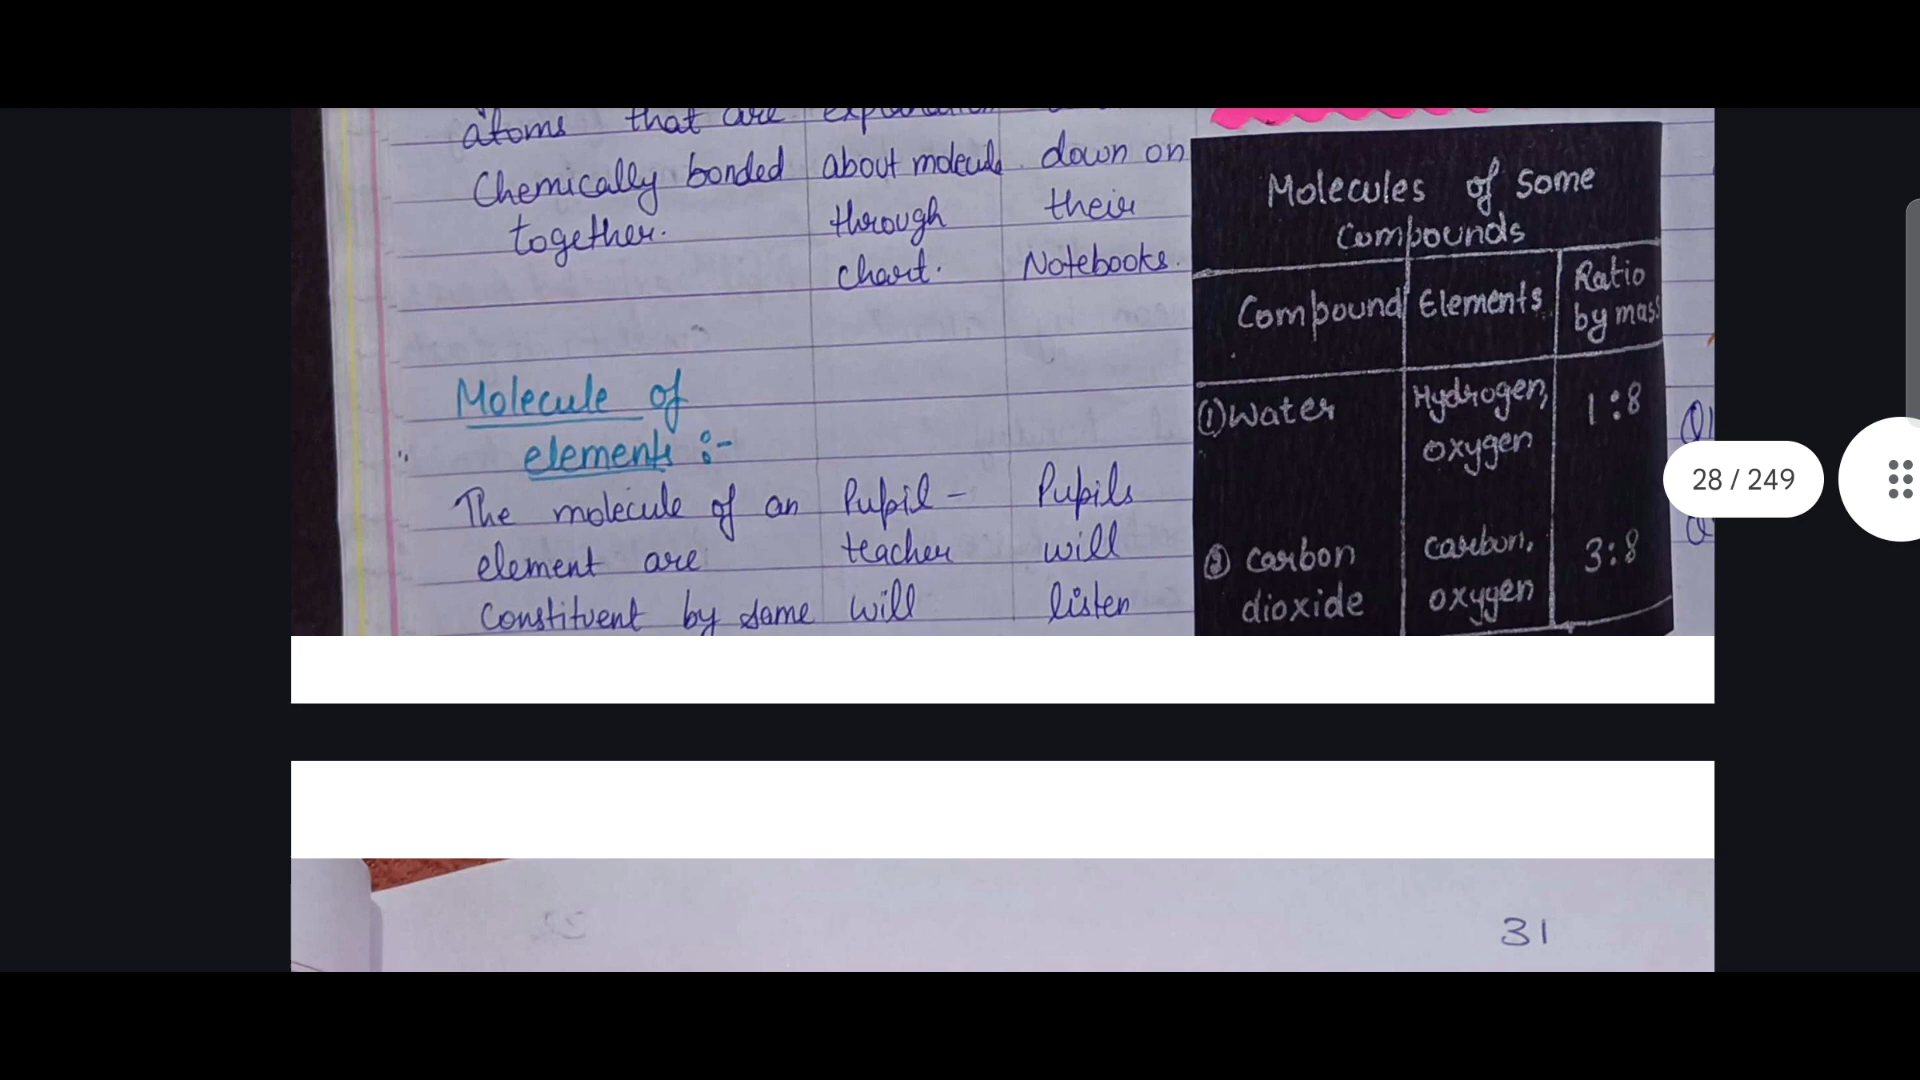 atoms that are
Chemically bonded about molecule down on
together. through their
chart. Notebooks.
Molecules of Some
Compounds
Compound Elements Ratio
by mass
① Water Hydrogen, 1:8
oxygen
② carbon carbon, 3:8
dioxide oxygen
Molecule of
elements :-
The molecule of an Pupil - Pupils
element are teacher will
constituent by same will listen
28 / 249
31